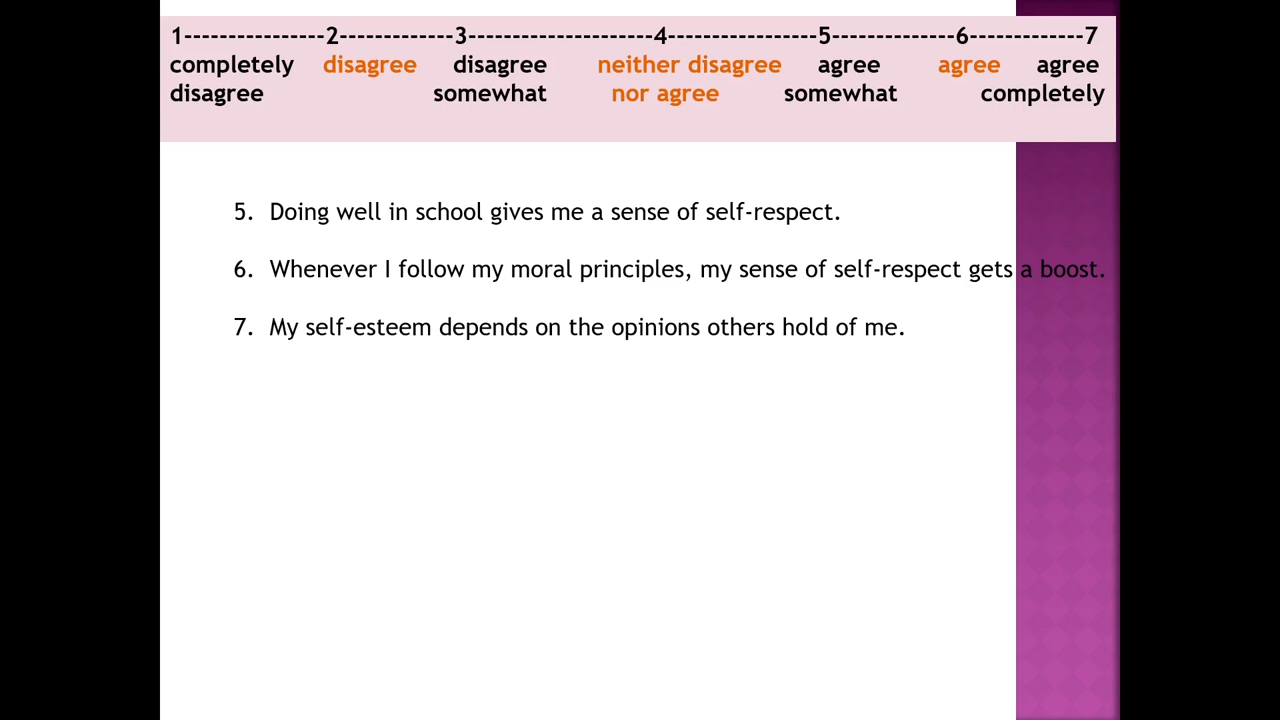 1----------------2-------------3---------------------4-----------------5--------------6-------------7
completely disagree disagree neither disagree agree agree agree
disagree somewhat nor agree somewhat completely
5. Doing well in school gives me a sense of self-respect.
6. Whenever I follow my moral principles, my sense of self-respect gets a boost.
7. My self-esteem depends on the opinions others hold of me.